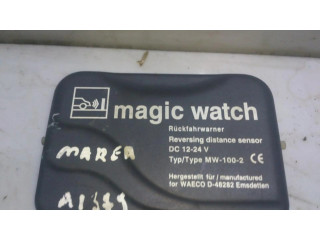 magic watch
Rückfahrwarner
Reversing distance sensor
DC 12-24 V
Typ/Type MW-100-2 CE
Hergestellt für / manufactured
for WAECO D-48282 Emsdetten
MAREA